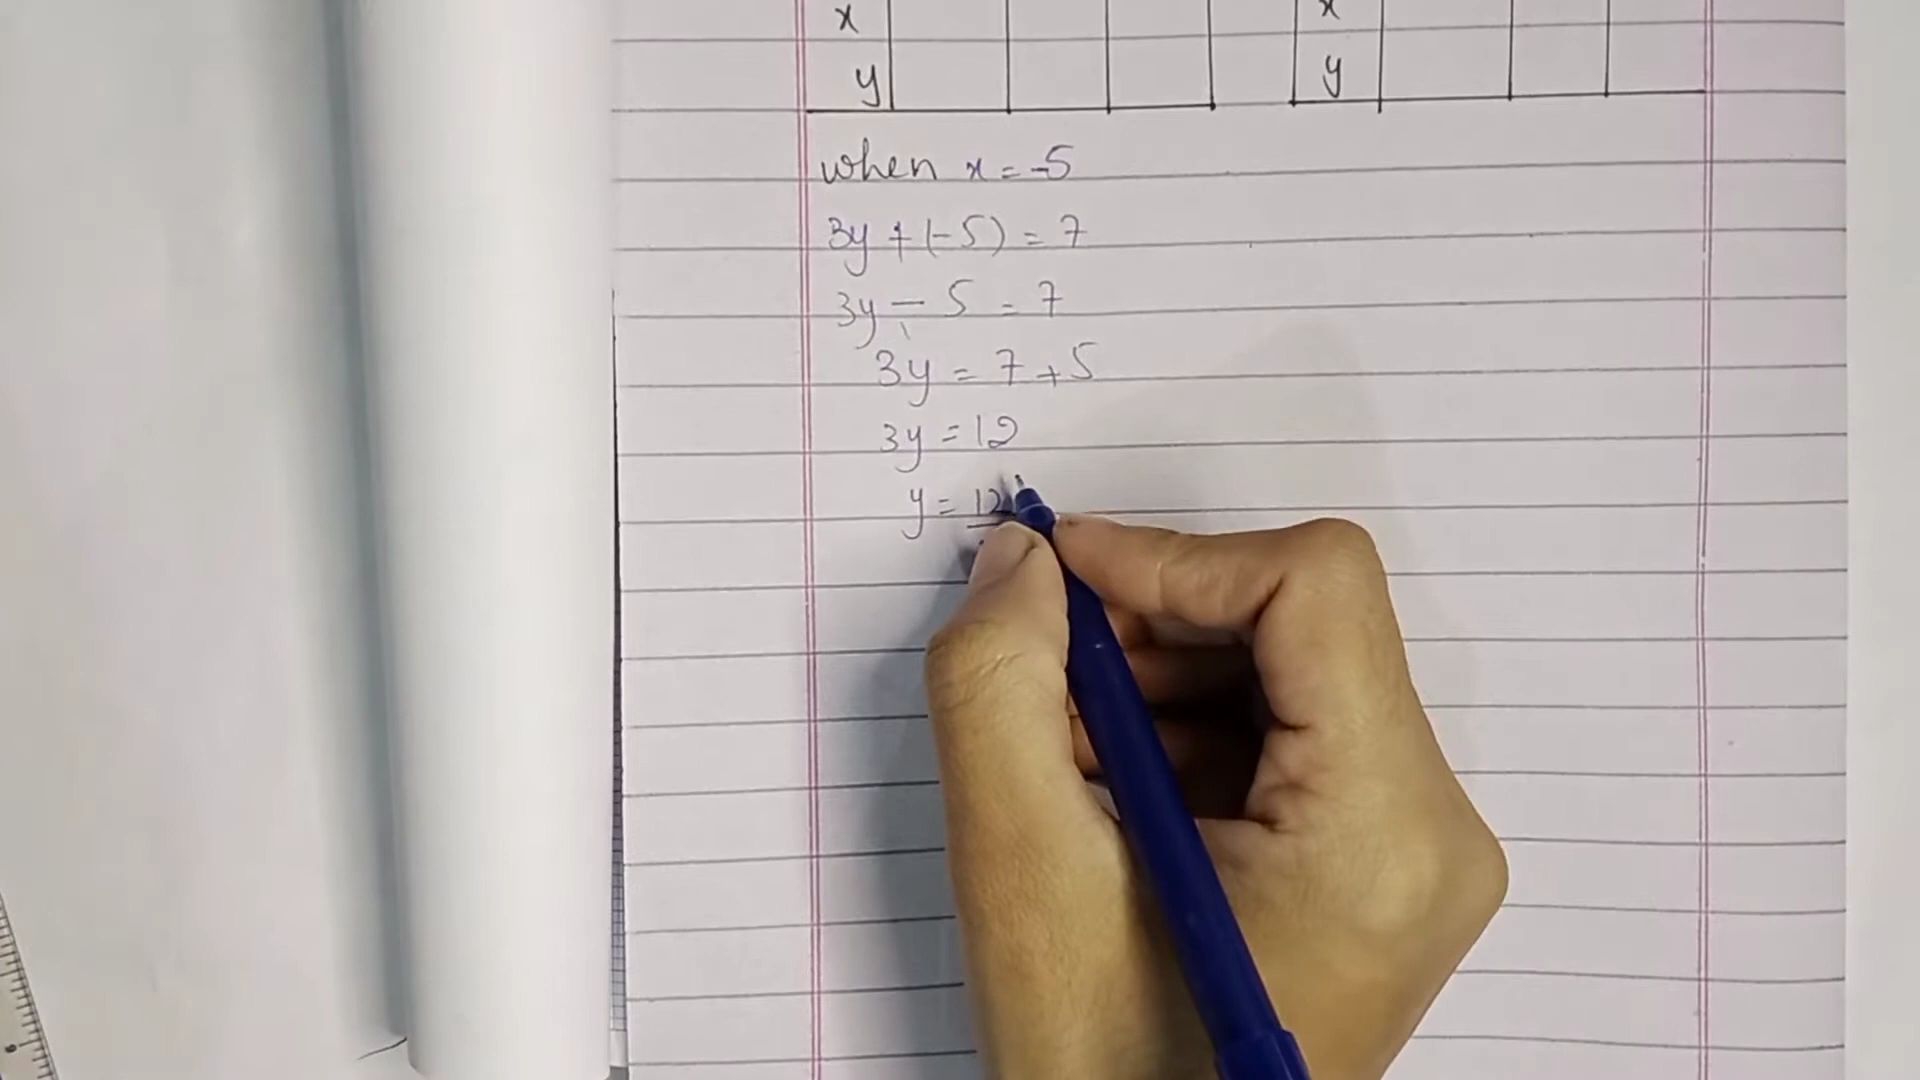 x x
y y
when x = -5
3y + (-5) = 7
3y - 5 = 7
3y = 7 + 5
3y = 12
y = 12